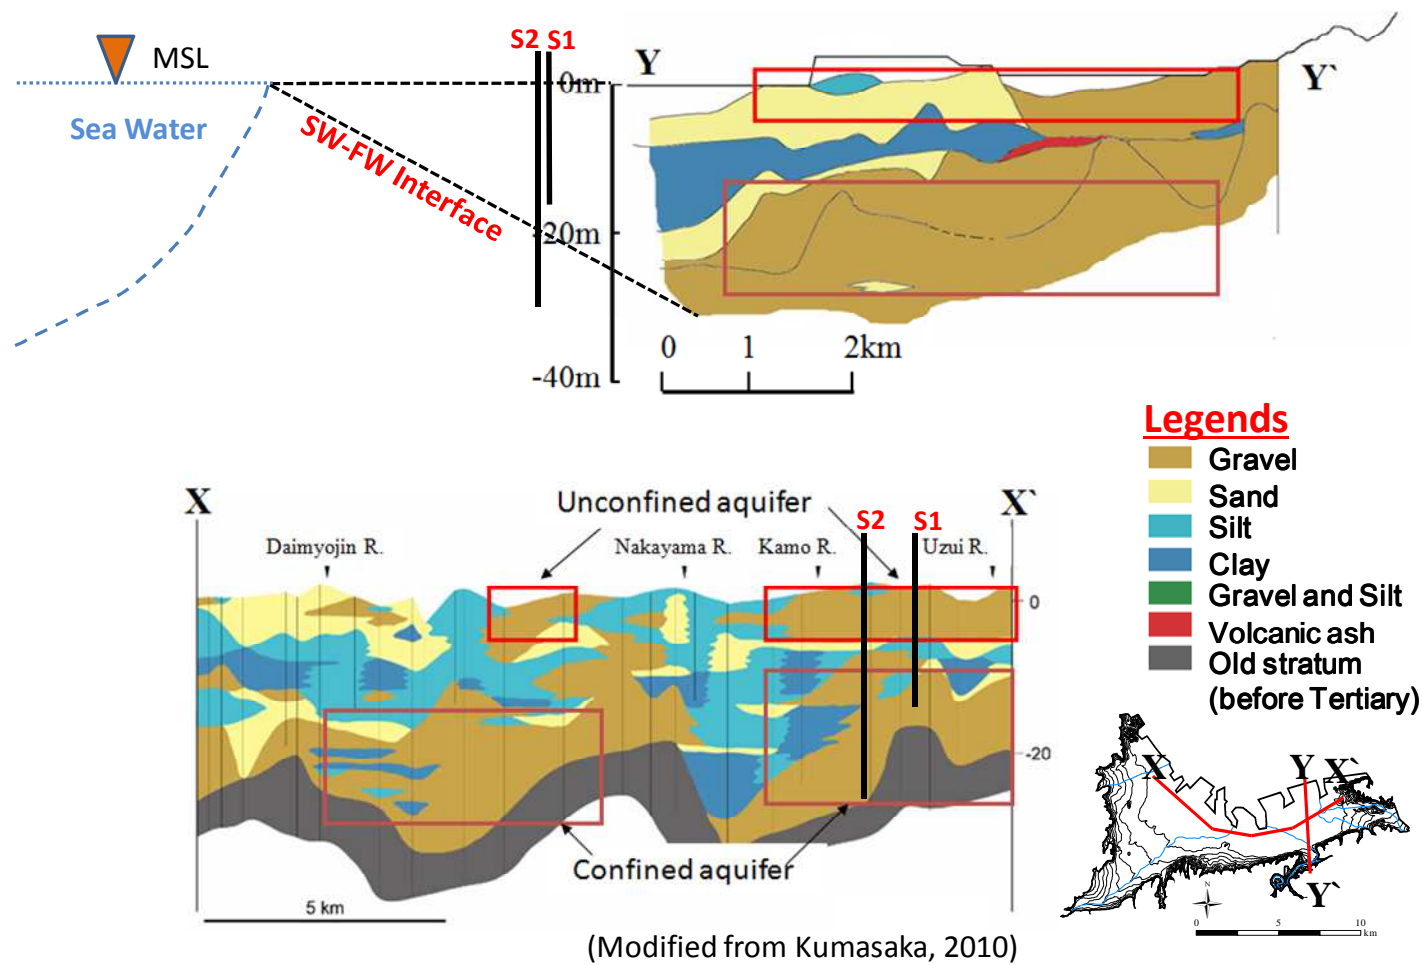 S2 S1
MSL
Y
Y`
0m
Sea Water
SW-FW Interface
-20m
0 1 2km
-40m
Legends
Gravel
Sand
Silt
Clay
Gravel and Silt
Volcanic ash
Old stratum
(before Tertiary)
X
Unconfined aquifer
X`
S2 S1
Daimyojin R.
Nakayama R.
Kamo R.
Uzui R.
0
-20
Confined aquifer
5 km
X Y X`
Y`
N
0 5 10
km
(Modified from Kumasaka, 2010)